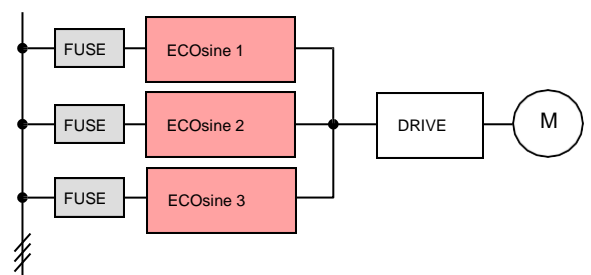 FUSE
ECOsine 1
FUSE
ECOsine 2
DRIVE
M
FUSE
ECOsine 3